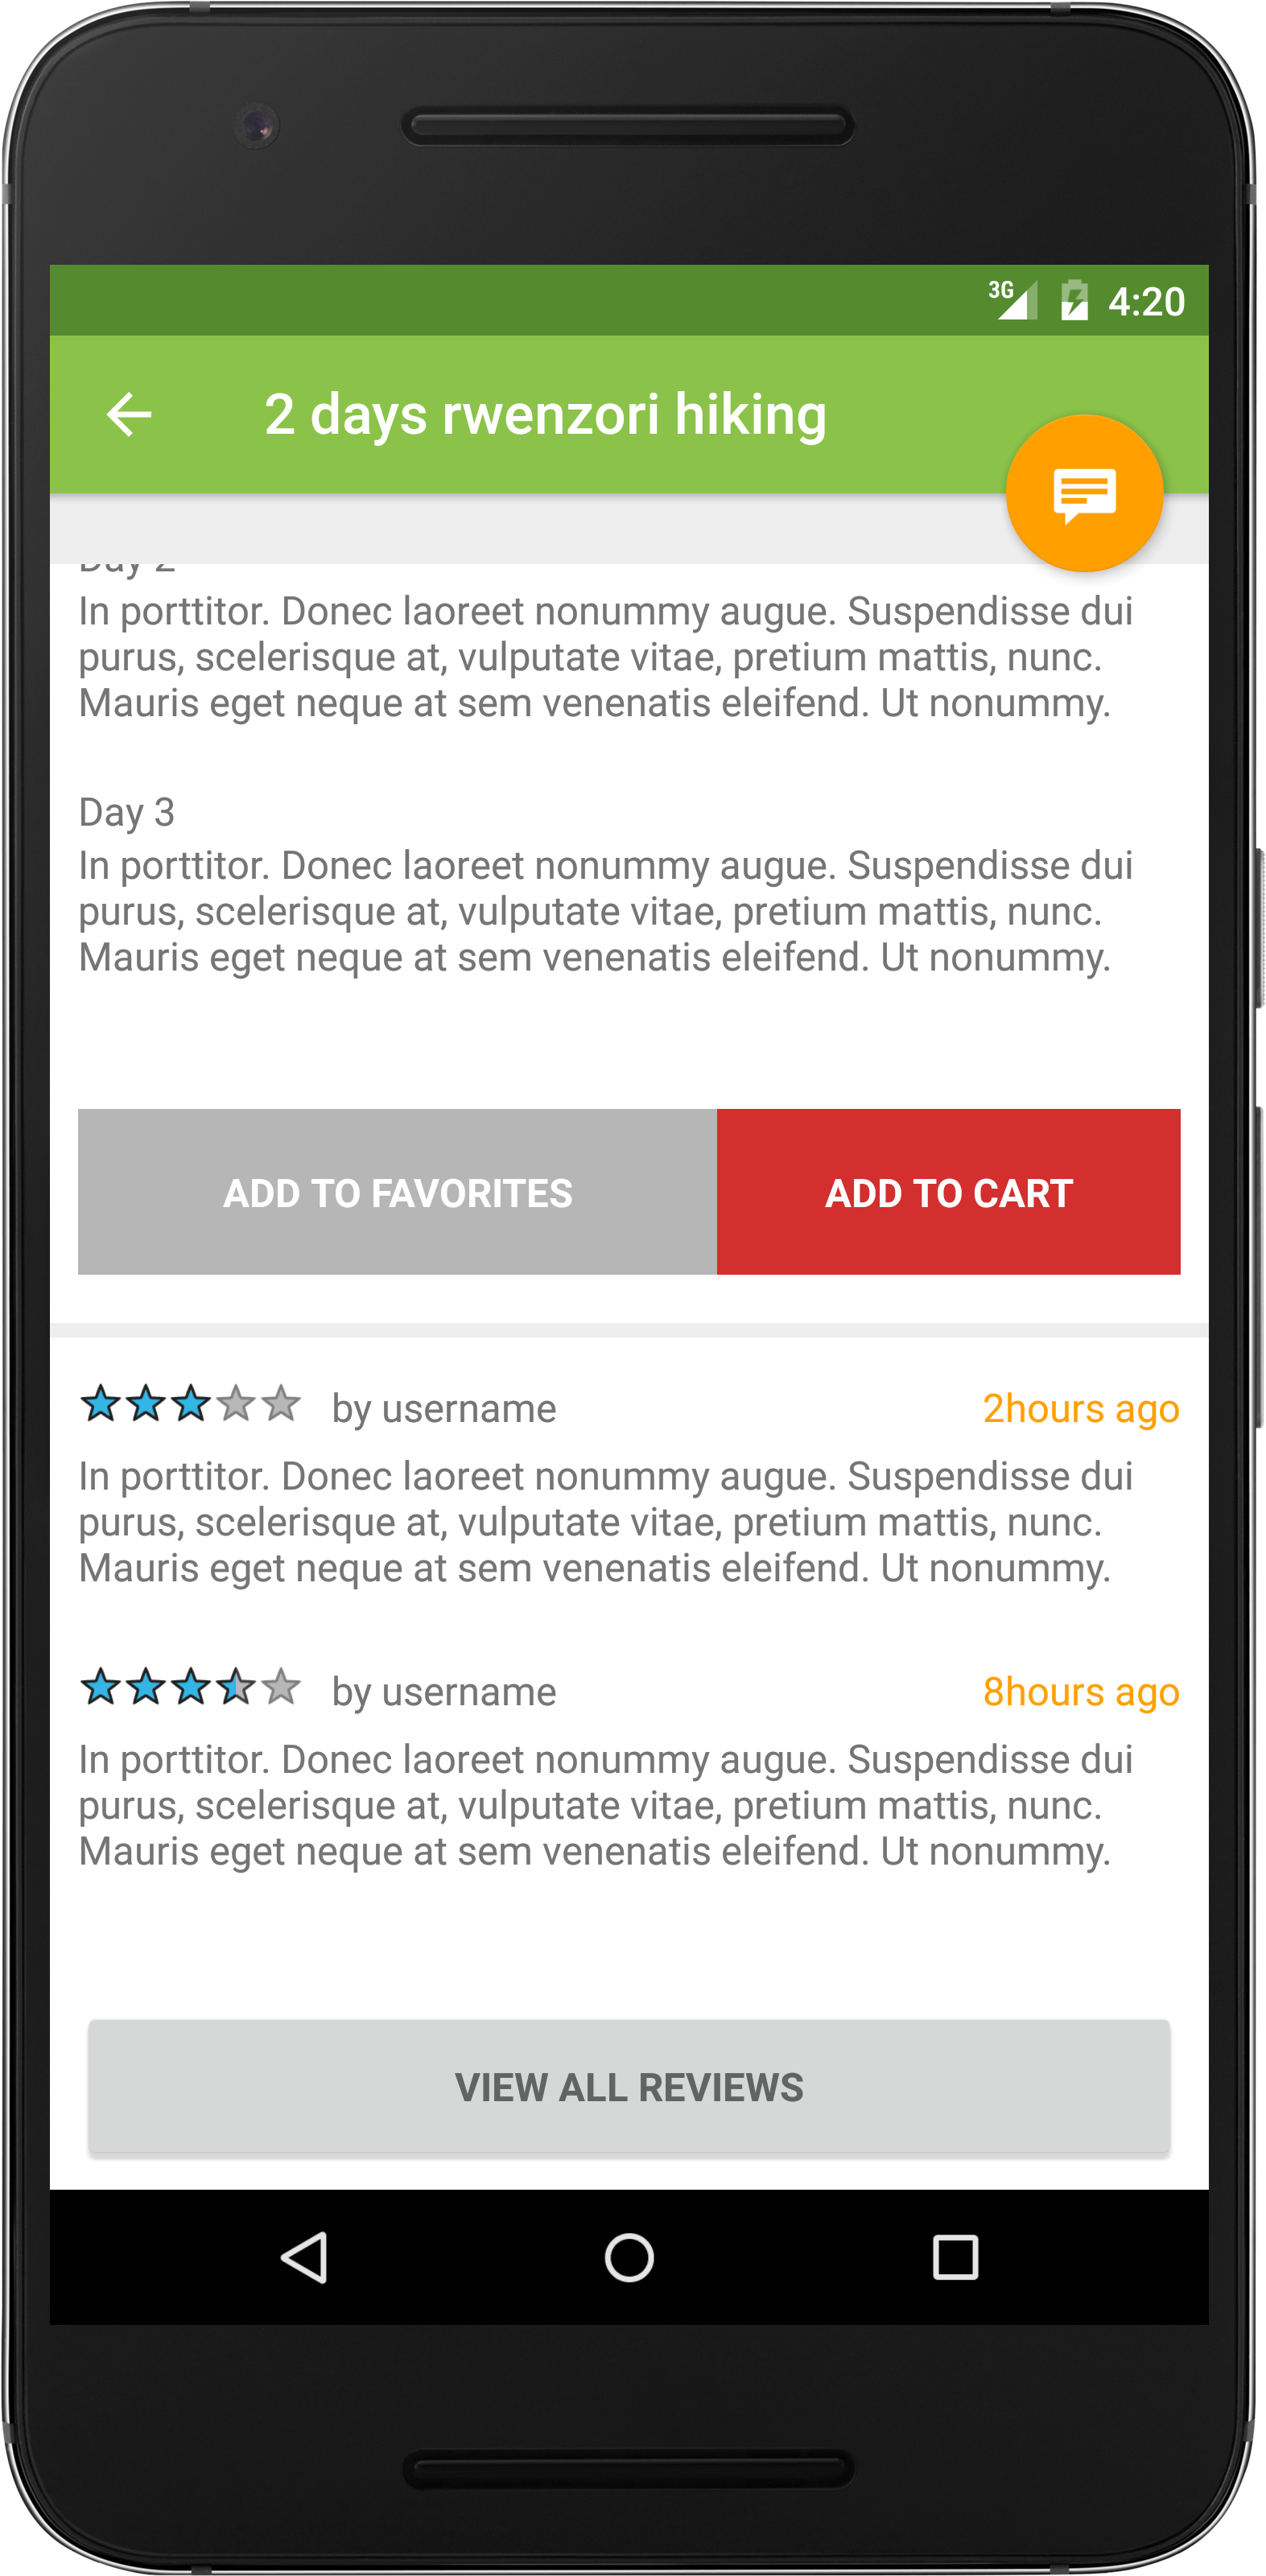 3G 4:20
2 days rwenzori hiking
Day 2
In porttitor. Donec laoreet nonummy augue. Suspendisse dui
purus, scelerisque at, vulputate vitae, pretium mattis, nunc.
Mauris eget neque at sem venenatis eleifend. Ut nonummy.
Day 3
In porttitor. Donec laoreet nonummy augue. Suspendisse dui
purus, scelerisque at, vulputate vitae, pretium mattis, nunc.
Mauris eget neque at sem venenatis eleifend. Ut nonummy.
ADD TO FAVORITES ADD TO CART
by username 2hours ago
In porttitor. Donec laoreet nonummy augue. Suspendisse dui
purus, scelerisque at, vulputate vitae, pretium mattis, nunc.
Mauris eget neque at sem venenatis eleifend. Ut nonummy.
by username 8hours ago
In porttitor. Donec laoreet nonummy augue. Suspendisse dui
purus, scelerisque at, vulputate vitae, pretium mattis, nunc.
Mauris eget neque at sem venenatis eleifend. Ut nonummy.
VIEW ALL REVIEWS